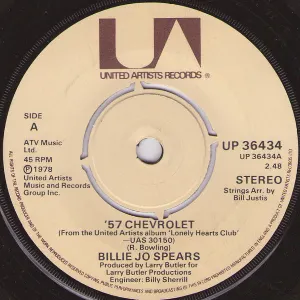 UA
UNITED ARTISTS RECORDS ®
SIDE
A
ATV Music
Ltd.
45 RPM
Ⓟ 1978
United
Artists
Music and
Records
Group Inc.
UP 36434
UP 36434A
2.48
STEREO
Strings Arr. by
Bill Justis
'57 CHEVROLET
(From the United Artists album 'Lonely Hearts Club'
—UAS 30150)
(R. Bowling)
BILLIE JO SPEARS
Produced by Larry Butler for
Larry Butler Productions
Engineer: Billy Sherrill